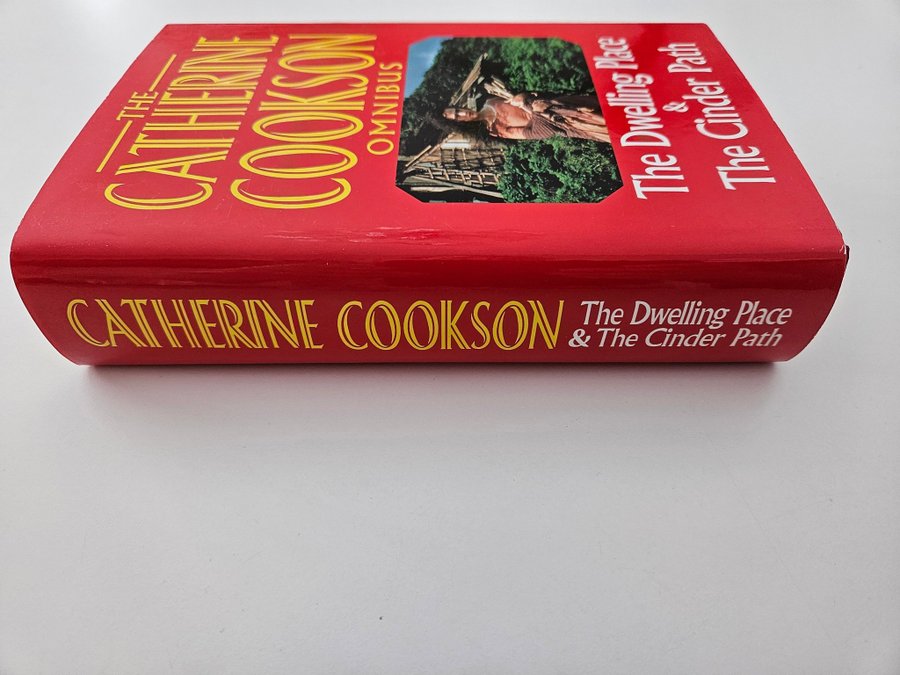 THE
CATHERINE
COOKSON
OMNIBUS
The Dwelling Place
&
The Cinder Path
CATHERINE COOKSON
The Dwelling Place
& The Cinder Path